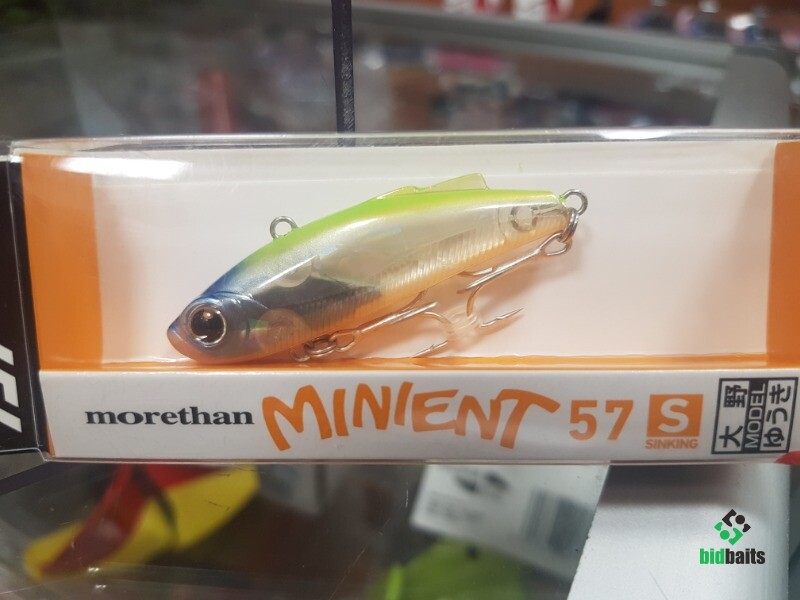 morethan MINIENT 57 S
SINKING
大野
MODEL
ゆうき
bidbaits